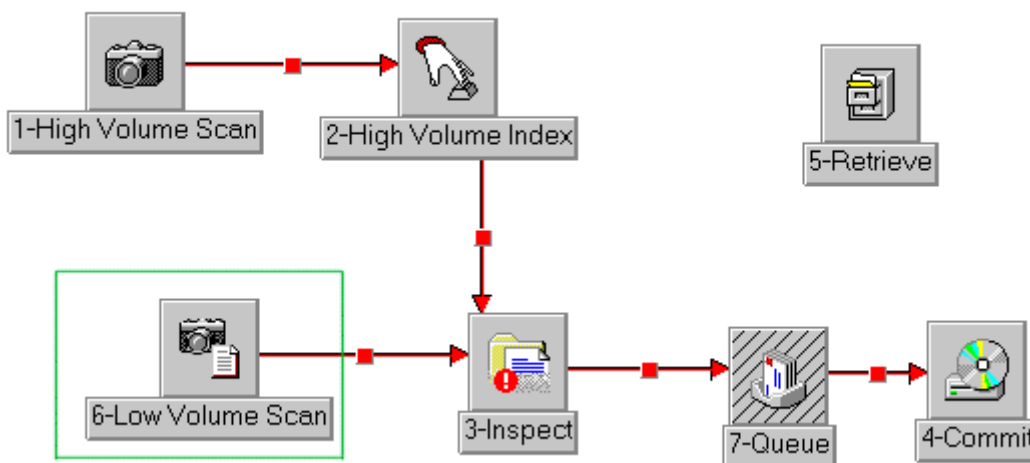 1-High Volume Scan
2-High Volume Index
5-Retrieve
6-Low Volume Scan
3-Inspect
7-Queue
4-Commit